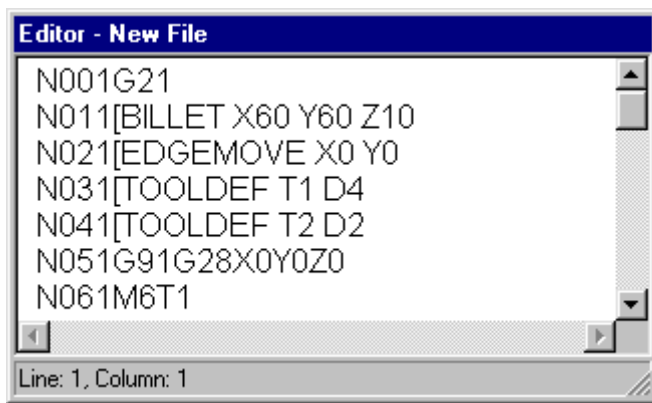 Editor - New File
N001G21
N011[BILLET X60 Y60 Z10
N021[EDGEMOVE X0 Y0
N031[TOOLDEF T1 D4
N041[TOOLDEF T2 D2
N051G91G28X0Y0Z0
N061M6T1
Line: 1, Column: 1